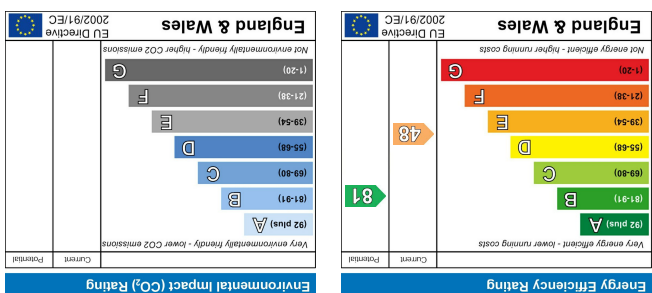 Energy Efficiency Rating
Current
Potential
Very energy efficient - lower running costs
(92 plus) A
(81-91) B
(69-80) C
(55-68) D
(39-54) E
(21-38) F
(1-20) G
Not energy efficient - higher running costs
81
48
England & Wales
EU Directive
2002/91/EC
Environmental Impact (CO₂) Rating
Current
Potential
Very environmentally friendly - lower CO2 emissions
(92 plus) A
(81-91) B
(69-80) C
(55-68) D
(39-54) E
(21-38) F
(1-20) G
Not environmentally friendly - higher CO2 emissions
England & Wales
EU Directive
2002/91/EC